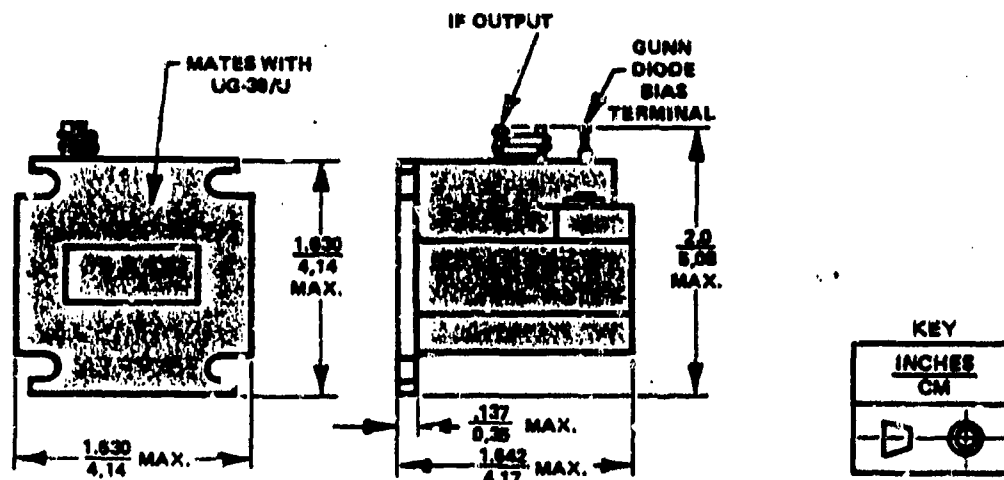 IF OUTPUT
MATES WITH
UG-39/U
GUNN
DIODE
BIAS
TERMINAL
1.630
4,14
MAX.
2.0
5,08
MAX.
.137
0,35
MAX.
1.630
4,14
MAX.
1.642
4,17
MAX.
KEY
INCHES
CM